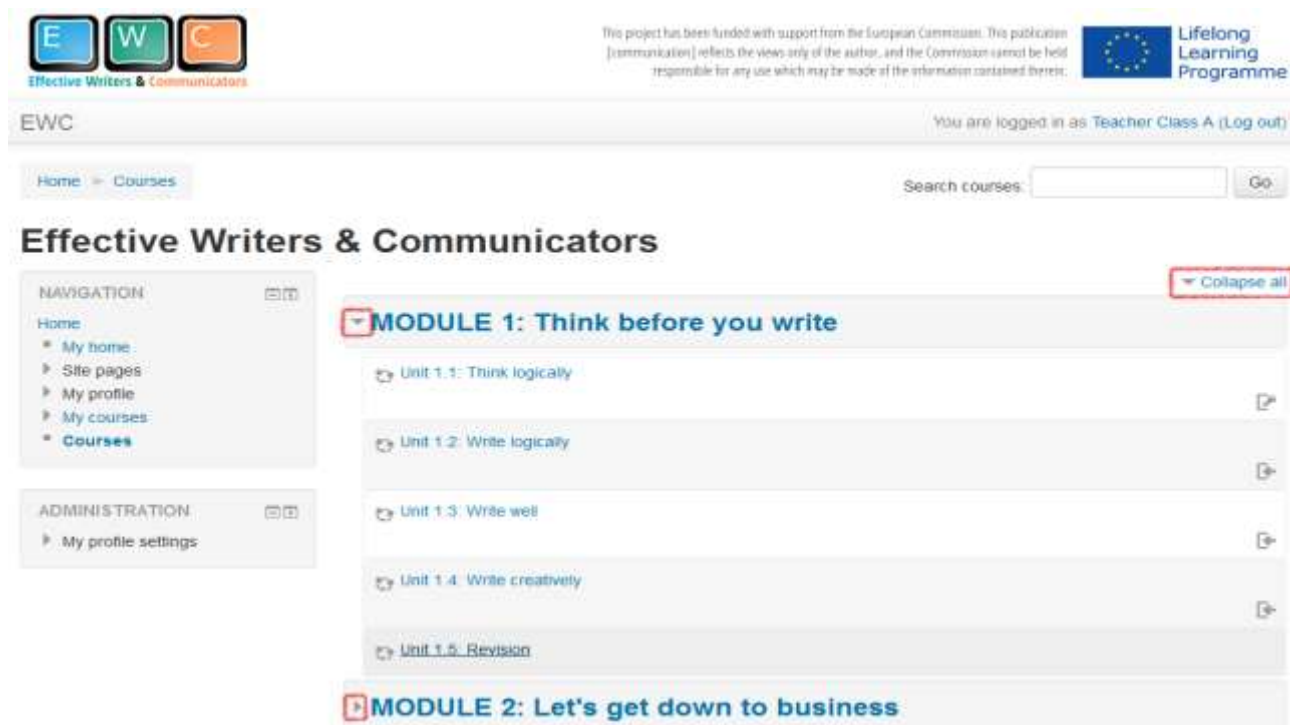 E W C
Effective Writers & Communicators
This project has been funded with support from the European Commission. This publication
[communication] reflects the views only of the author, and the Commission cannot be held
responsible for any use which may be made of the information contained therein.
Lifelong
Learning
Programme
EWC
You are logged in as Teacher Class A (Log out)
Home Courses
Search courses:
Go
Effective Writers & Communicators
NAVIGATION
Home
My home
Site pages
My profile
My courses
Courses
ADMINISTRATION
My profile settings
Collapse all
MODULE 1: Think before you write
Unit 1.1: Think logically
Unit 1.2: Write logically
Unit 1.3: Write well
Unit 1.4: Write creatively
Unit 1.5: Revision
MODULE 2: Let's get down to business